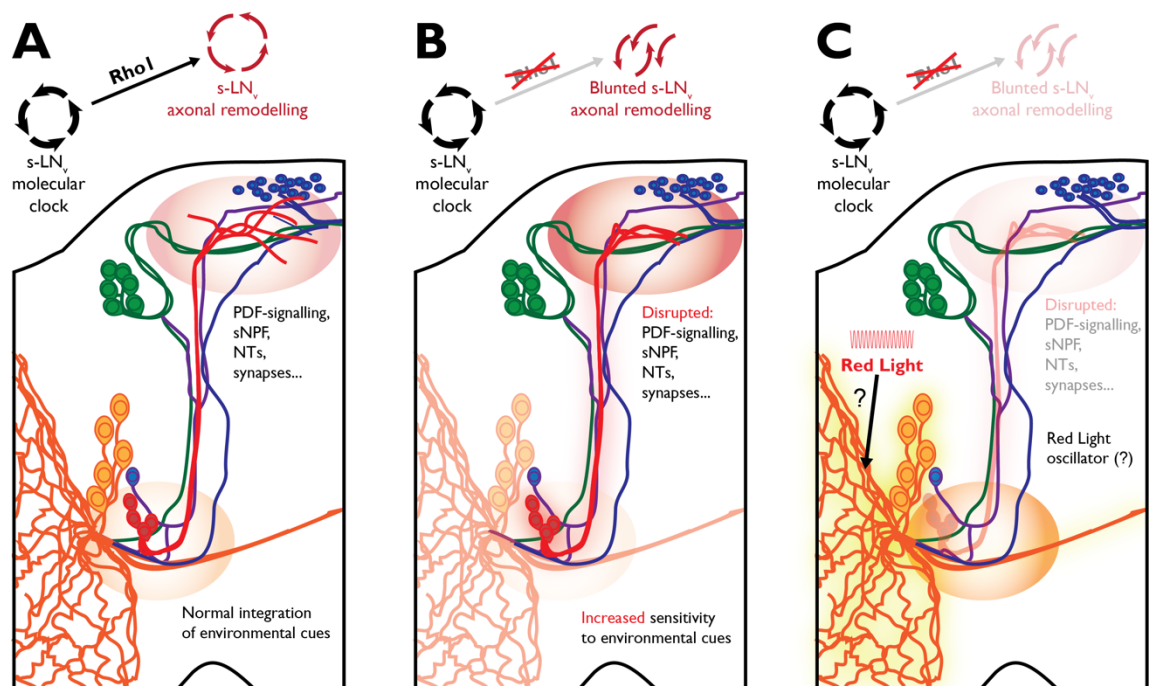 A
Rho1
s-LNv
axonal remodelling
s-LNv
molecular
clock
PDF-signalling,
sNPF,
NTs,
synapses...
Normal integration
of environmental cues
B
Rho1
Blunted s-LNv
axonal remodelling
s-LNv
molecular
clock
Disrupted:
PDF-signalling,
sNPF,
NTs,
synapses...
Increased sensitivity
to environmental cues
C
Rho1
Blunted s-LNv
axonal remodelling
s-LNv
molecular
clock
Disrupted:
PDF-signalling,
sNPF,
NTs,
synapses...
Red Light
?
Red Light
oscillator (?)